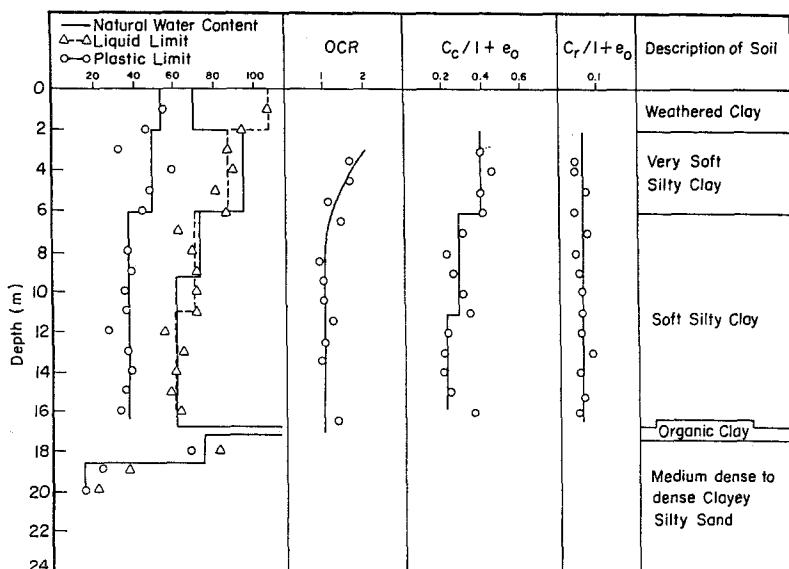 Natural Water Content
Liquid Limit
Plastic Limit
20 40 60 80 100
OCR
1 2
Cc/1+e0
0.2 0.4 0.6
Cr/1+e0
0.1
Description of Soil
Depth (m)
0
2
4
6
8
10
12
14
16
18
20
22
24
Weathered Clay
Very Soft
Silty Clay
Soft Silty Clay
Organic Clay
Medium dense to
dense Clayey
Silty Sand